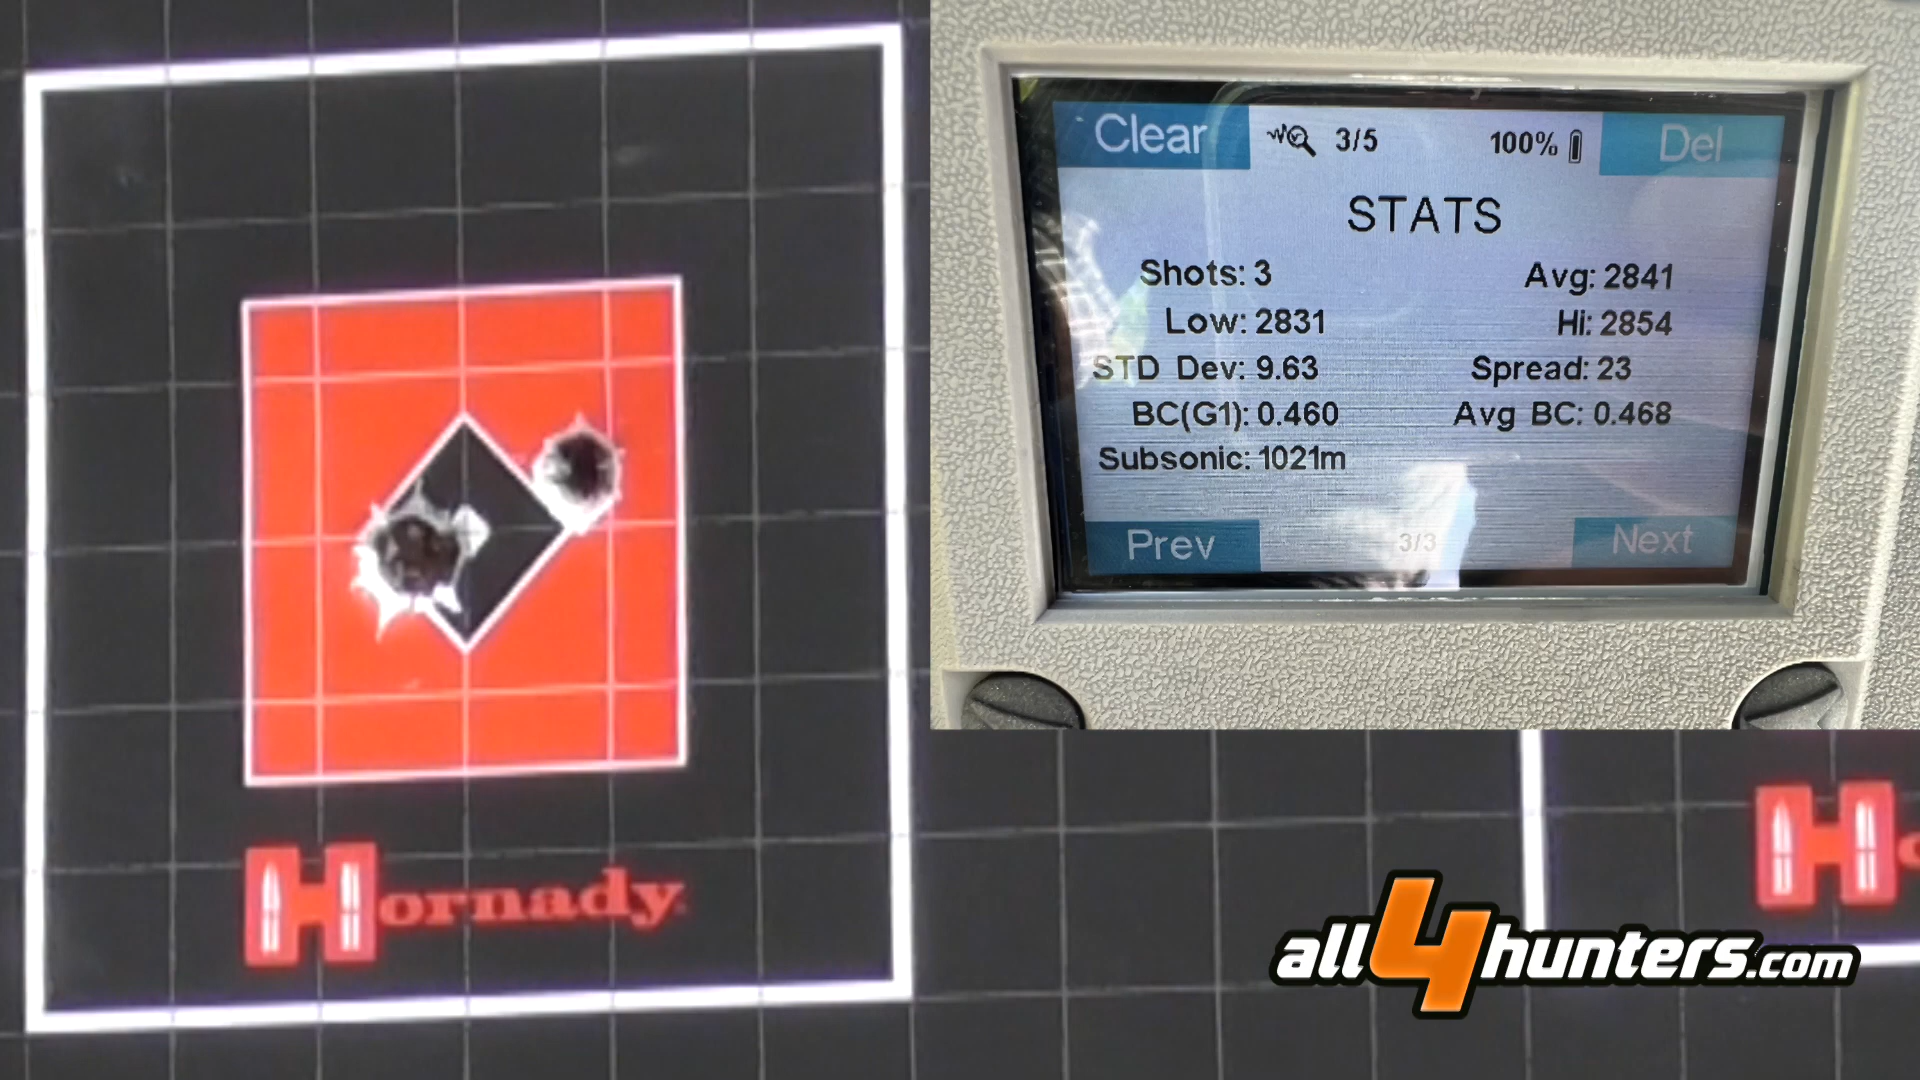 Clear 3/5 100% Del
STATS
Shots: 3 Avg: 2841
Low: 2831 Hi: 2854
STD Dev: 9.63 Spread: 23
BC(G1): 0.460 Avg BC: 0.468
Subsonic: 1021m
Prev 3/3 Next
Hornady
Ho
all4hunters.com